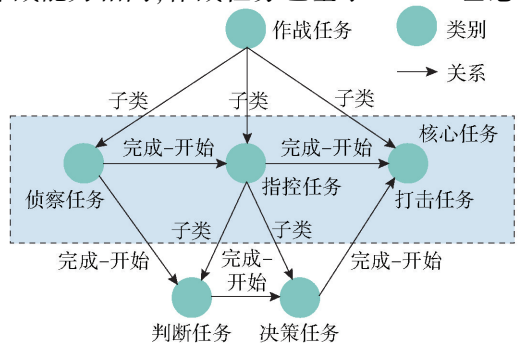 作战任务
类别
关系
子类
子类
子类
核心任务
完成-开始
完成-开始
侦察任务
指控任务
打击任务
子类
子类
完成-开始
完成-
开始
完成-开始
判断任务
决策任务